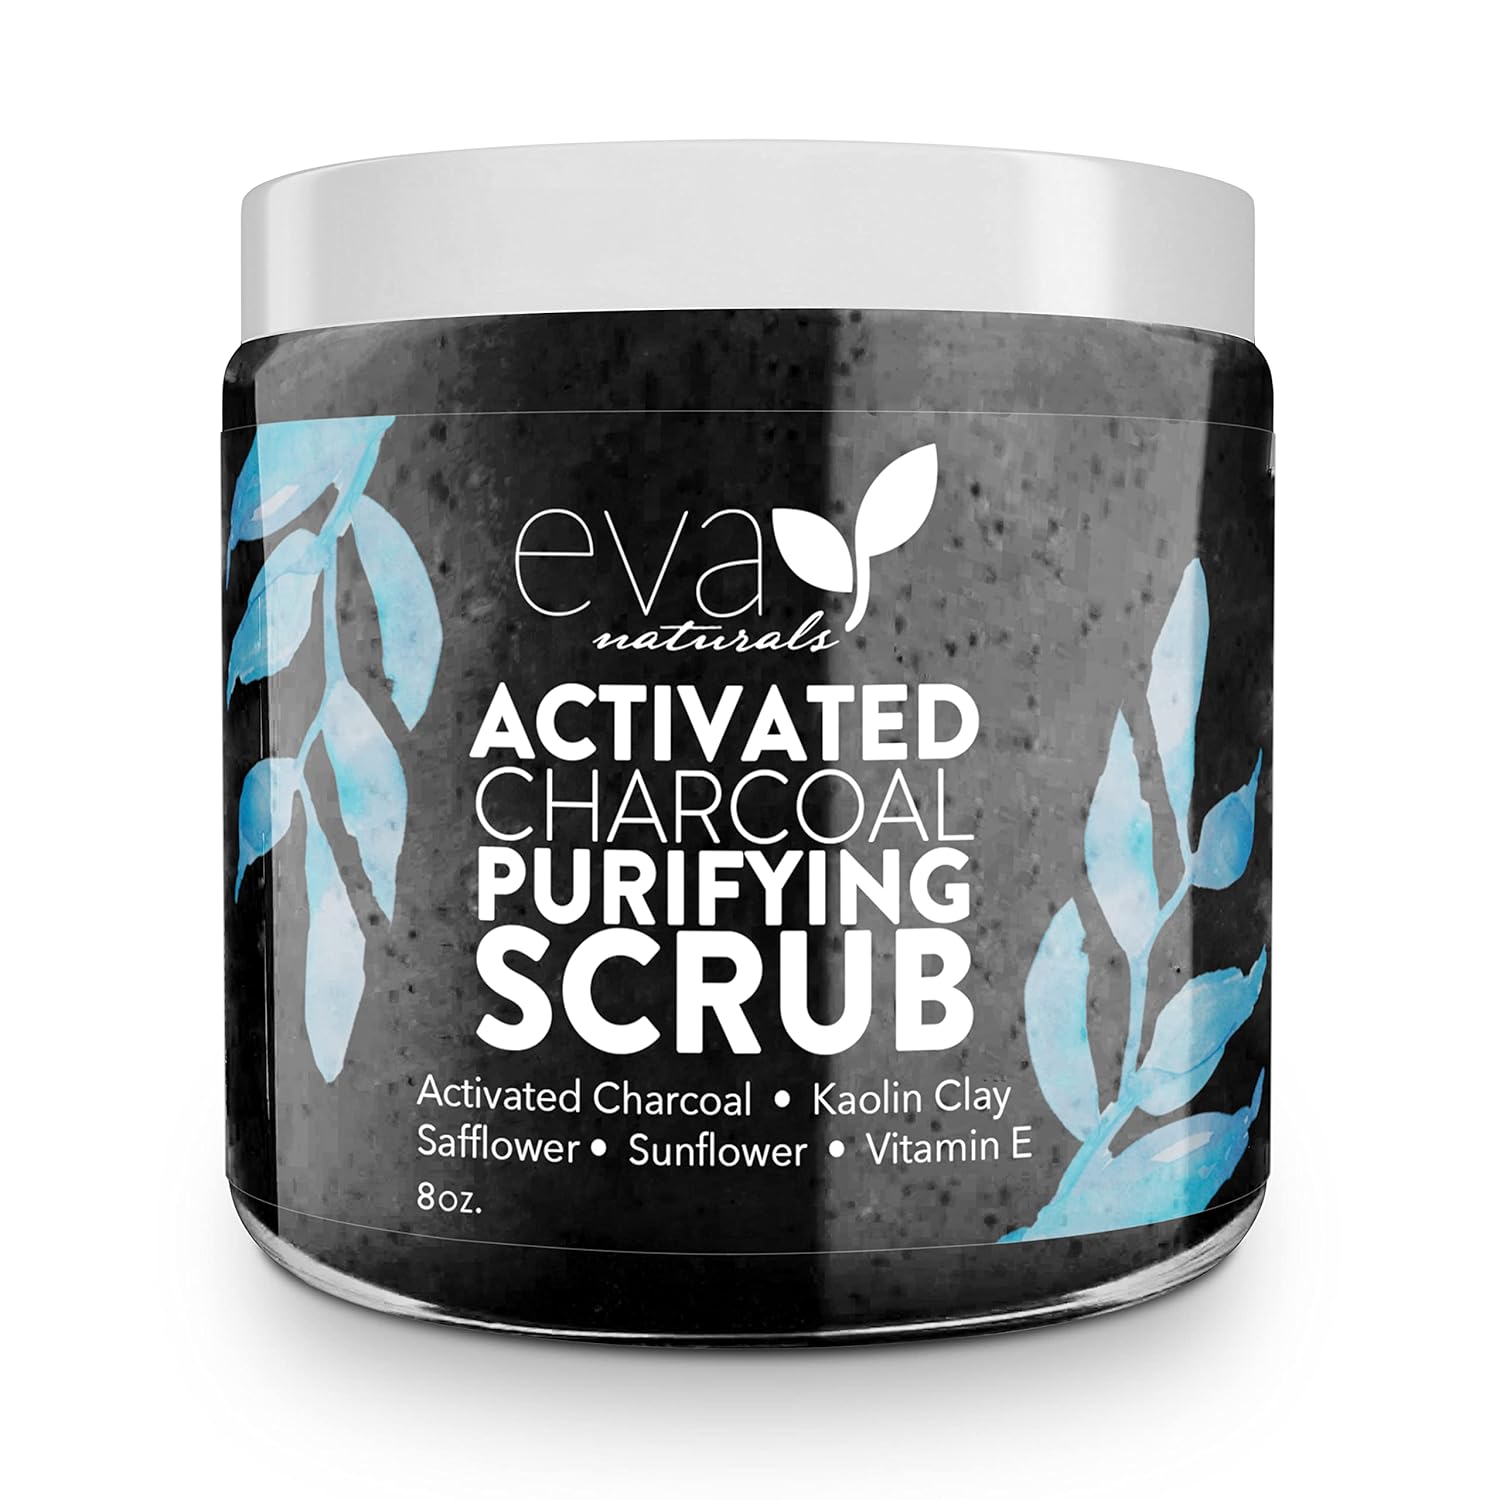 eva
naturals
ACTIVATED
CHARCOAL
PURIFYING
SCRUB
Activated Charcoal • Kaolin Clay
Safflower • Sunflower • Vitamin E
8oz.